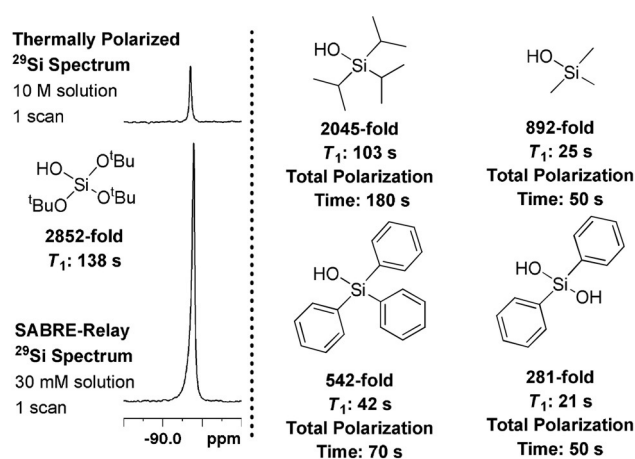 Thermally Polarized
²⁹Si Spectrum
10 M solution
1 scan
HO
Si
O^tBu
O^tBu
^tBuO
2852-fold
T₁: 138 s
SABRE-Relay
²⁹Si Spectrum
30 mM solution
1 scan
-90.0 ppm
HO
Si
2045-fold
T₁: 103 s
Total Polarization
Time: 180 s
HO
Si
892-fold
T₁: 25 s
Total Polarization
Time: 50 s
HO
Si
542-fold
T₁: 42 s
Total Polarization
Time: 70 s
HO
Si
OH
281-fold
T₁: 21 s
Total Polarization
Time: 50 s